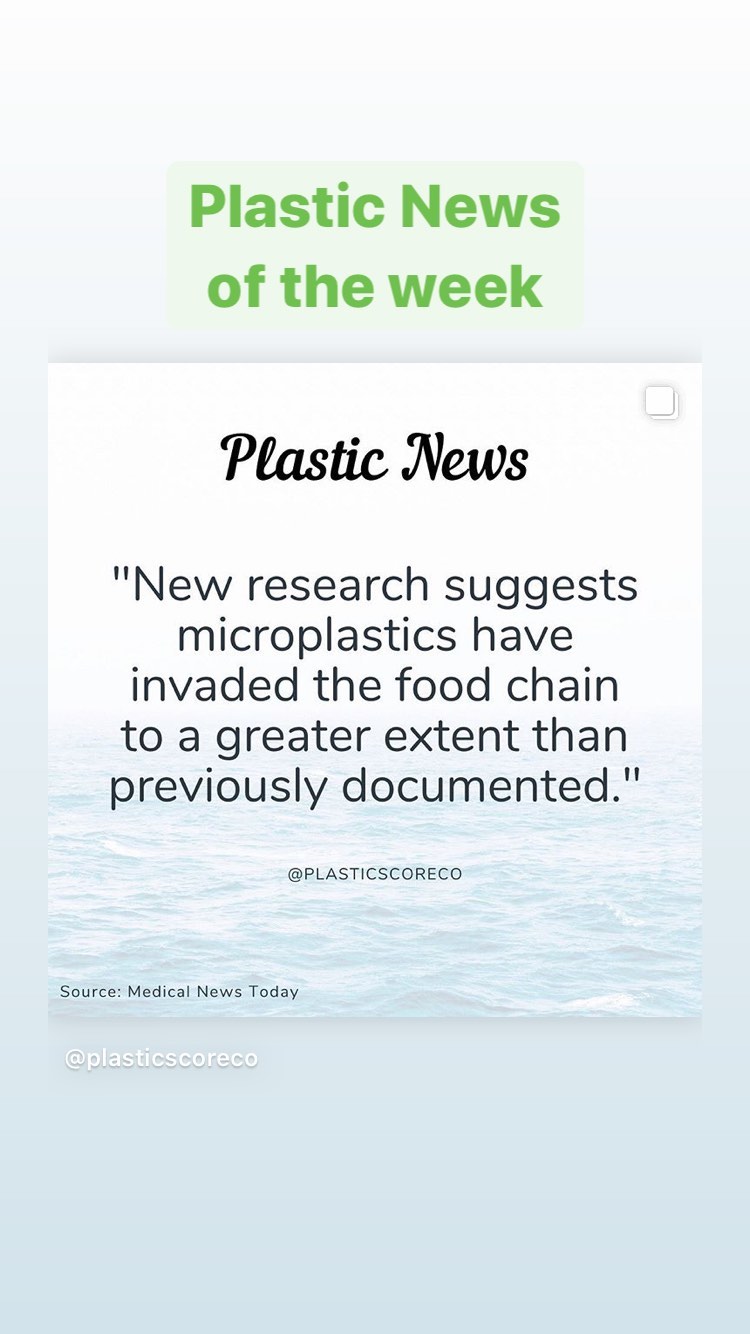 Plastic News
of the week
Plastic News
"New research suggests
microplastics have
invaded the food chain
to a greater extent than
previously documented."
@PLASTICSCORECO
Source: Medical News Today
@plasticscoreco